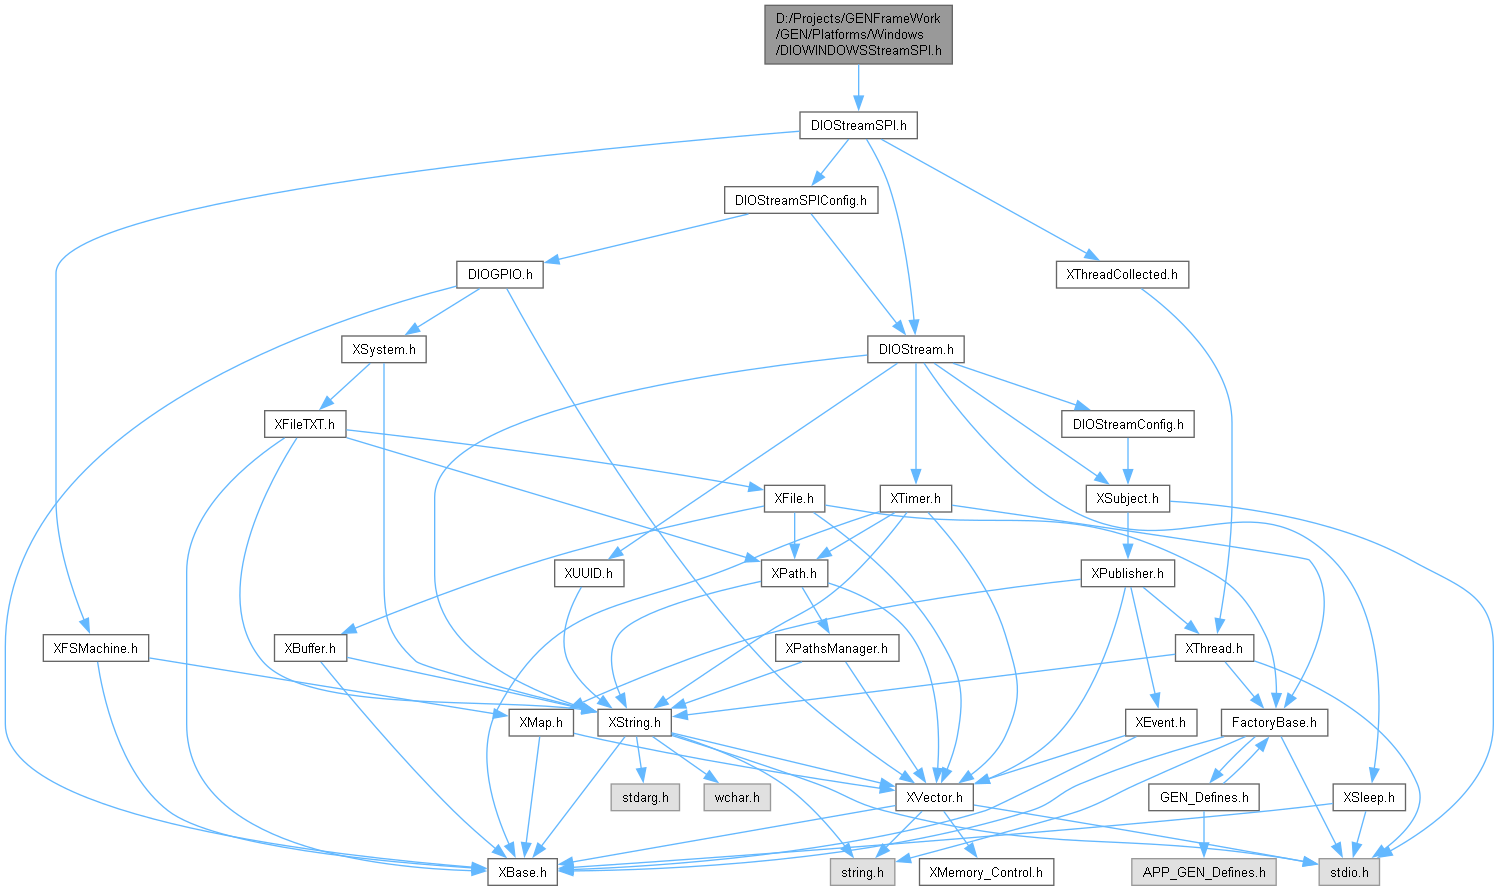 D:/Projects/GENFrameWork
/GEN/Platforms/Windows
/DIOWINDOWSStreamSPI.h
DIOStreamSPI.h
DIOStreamSPIConfig.h
DIOGPIO.h
XThreadCollected.h
XSystem.h
DIOStream.h
XFileTXT.h
DIOStreamConfig.h
XFile.h
XTimer.h
XSubject.h
XUUID.h
XPath.h
XPublisher.h
XFSMachine.h
XBuffer.h
XPathsManager.h
XThread.h
XMap.h
XString.h
XEvent.h
FactoryBase.h
stdarg.h
wchar.h
XVector.h
GEN_Defines.h
XSleep.h
XBase.h
string.h
XMemory_Control.h
APP_GEN_Defines.h
stdio.h